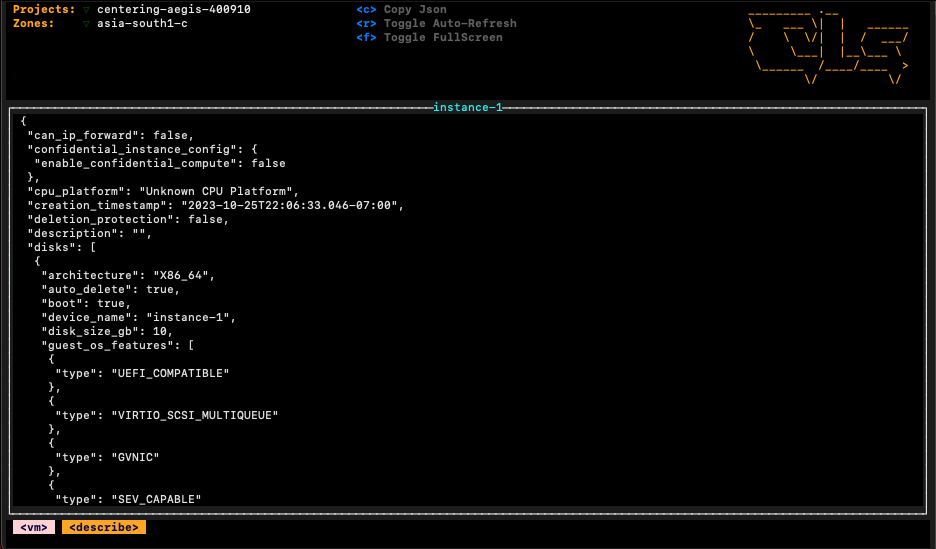 Projects: ▽ centering-aegis-400910
Zones: ▽ asia-south1-c
<c> Copy Json
<r> Toggle Auto-Refresh
<f> Toggle FullScreen
instance-1
{
"can_ip_forward": false,
"confidential_instance_config": {
"enable_confidential_compute": false
},
"cpu_platform": "Unknown CPU Platform",
"creation_timestamp": "2023-10-25T22:06:33.046-07:00",
"deletion_protection": false,
"description": "",
"disks": [
{
"architecture": "X86_64",
"auto_delete": true,
"boot": true,
"device_name": "instance-1",
"disk_size_gb": 10,
"guest_os_features": [
{
"type": "UEFI_COMPATIBLE"
},
{
"type": "VIRTIO_SCSI_MULTIQUEUE"
},
{
"type": "GVNIC"
},
{
"type": "SEV_CAPABLE"
<vm> <describe>